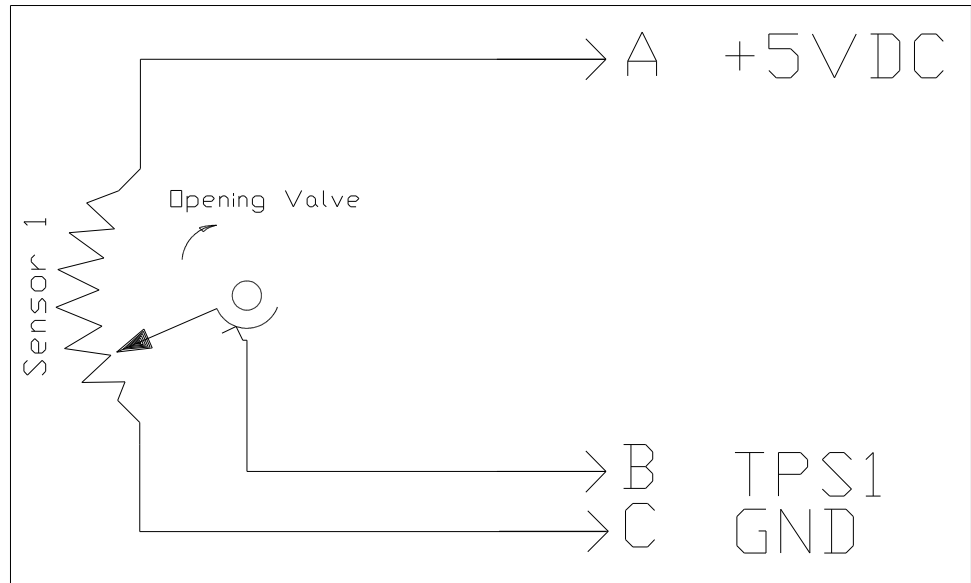 A +5VDC
Opening Valve
Sensor 1
B TPS1
C GND